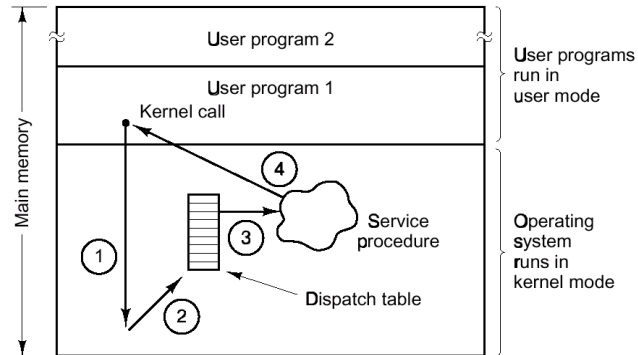 User program 2
User program 1
Kernel call
Main memory
1
2
3
4
Service
procedure
Dispatch table
User programs
run in
user mode
Operating
system
runs in
kernel mode